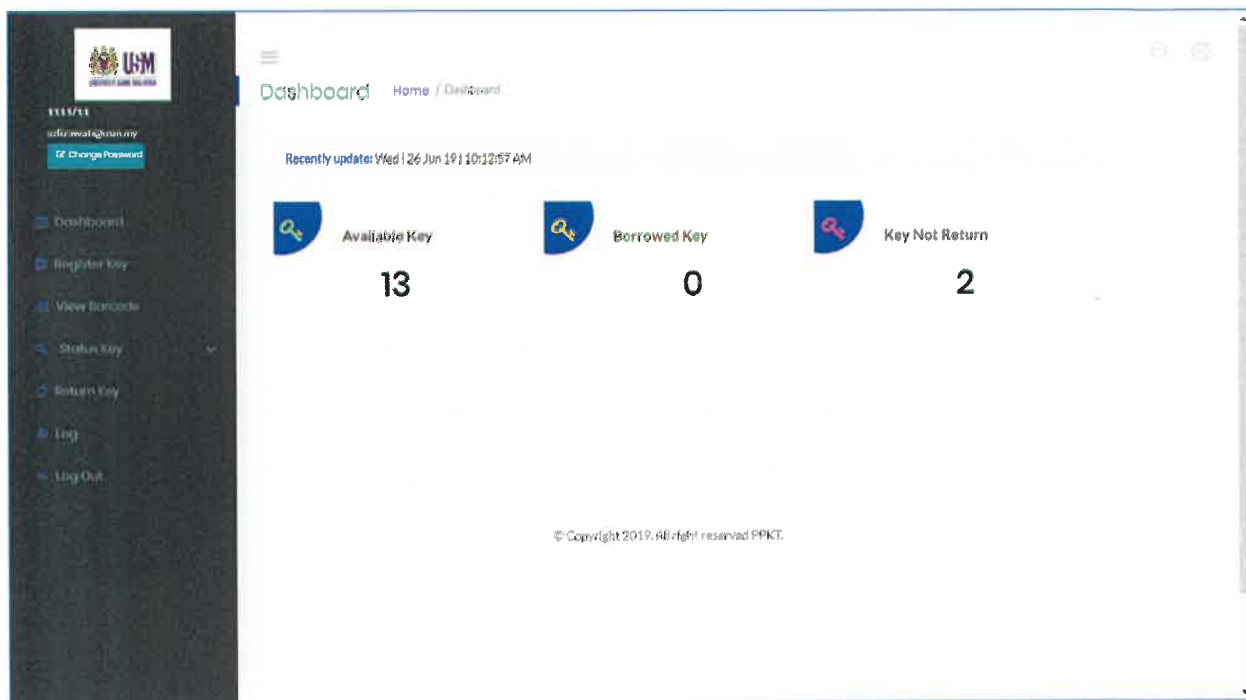 USM
1111/11
Change Password
Dashboard
Register Key
View Barcode
Status Key
Return Key
Log
Log Out
Dashboard Home / Dashboard
Recently update: Wed | 26 Jun 19 | 10:12:57 AM
Available Key
13
Borrowed Key
0
Key Not Return
2
© Copyright 2019. All right reserved PPKT.